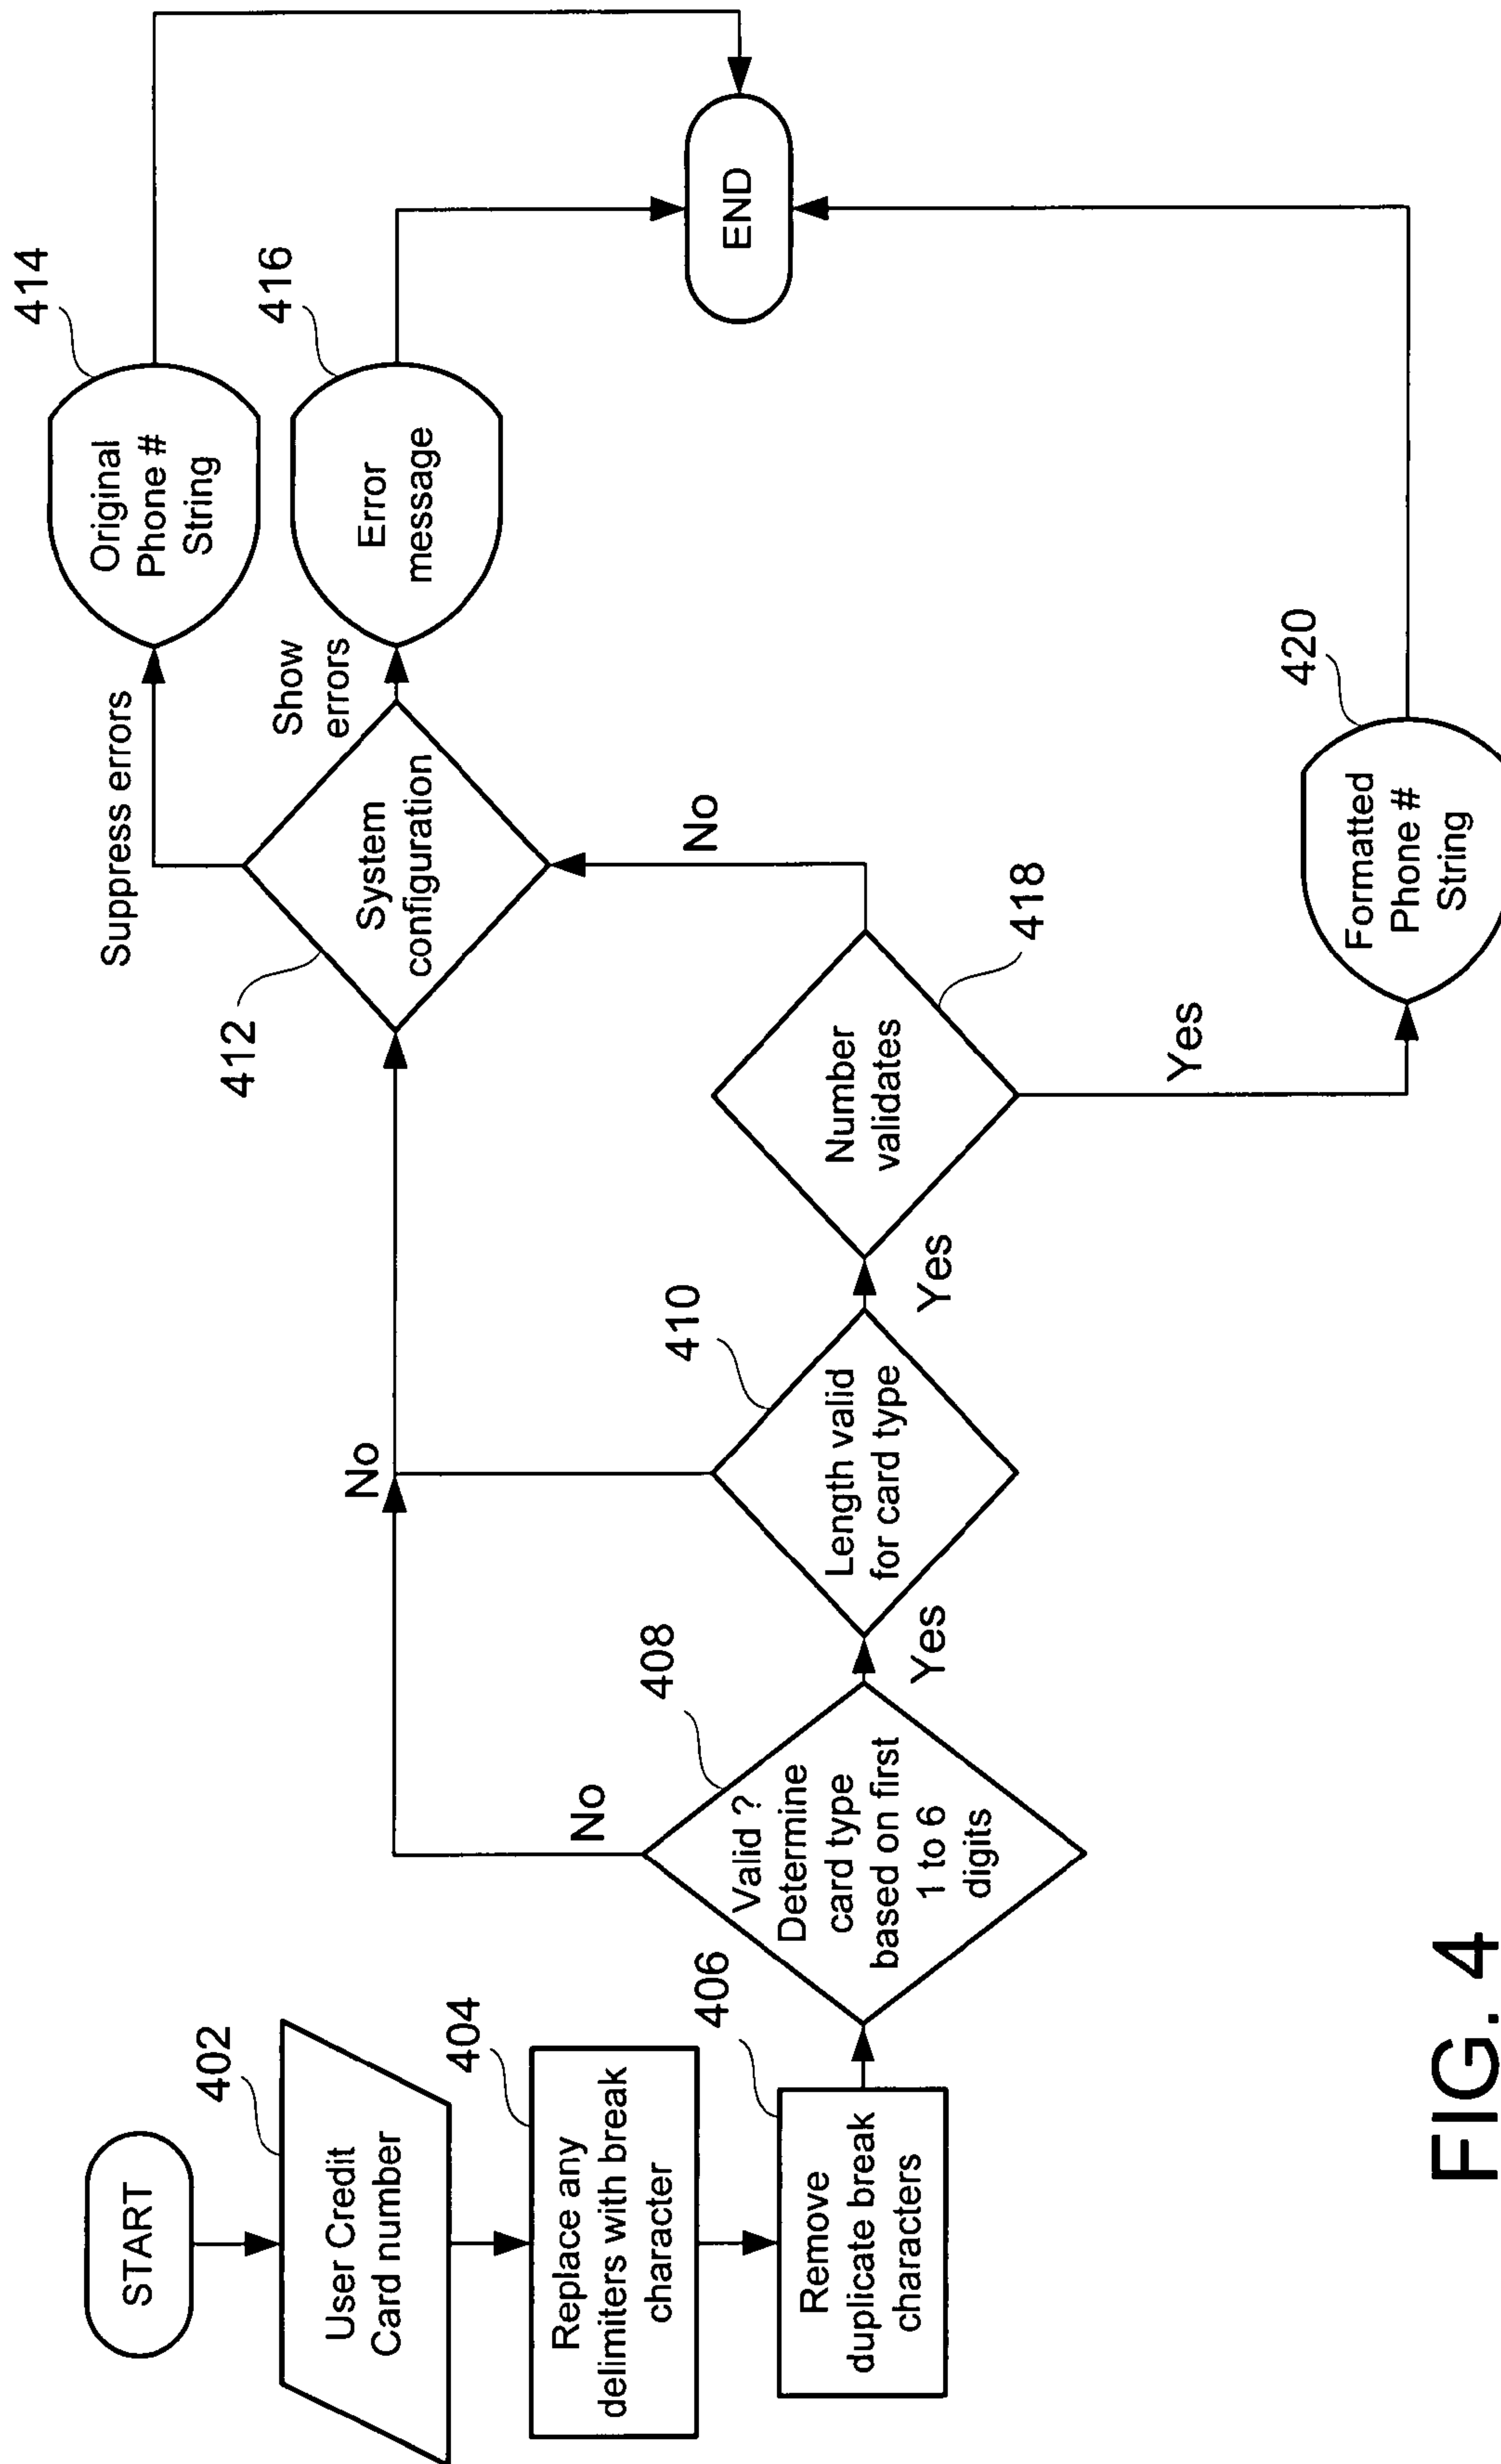 START
402
User Credit
Card number
404
Replace any
delimiters with break
character
406
Remove
duplicate break
characters
408
Valid ?
Determine
card type
based on first
1 to 6
digits
No
Yes
410
Length valid
for card type
No
Yes
418
Number
validates
No
Yes
412
System
configuration
Suppress errors
Show
errors
414
Original
Phone #
String
416
Error
message
420
Formatted
Phone #
String
END
FIG. 4